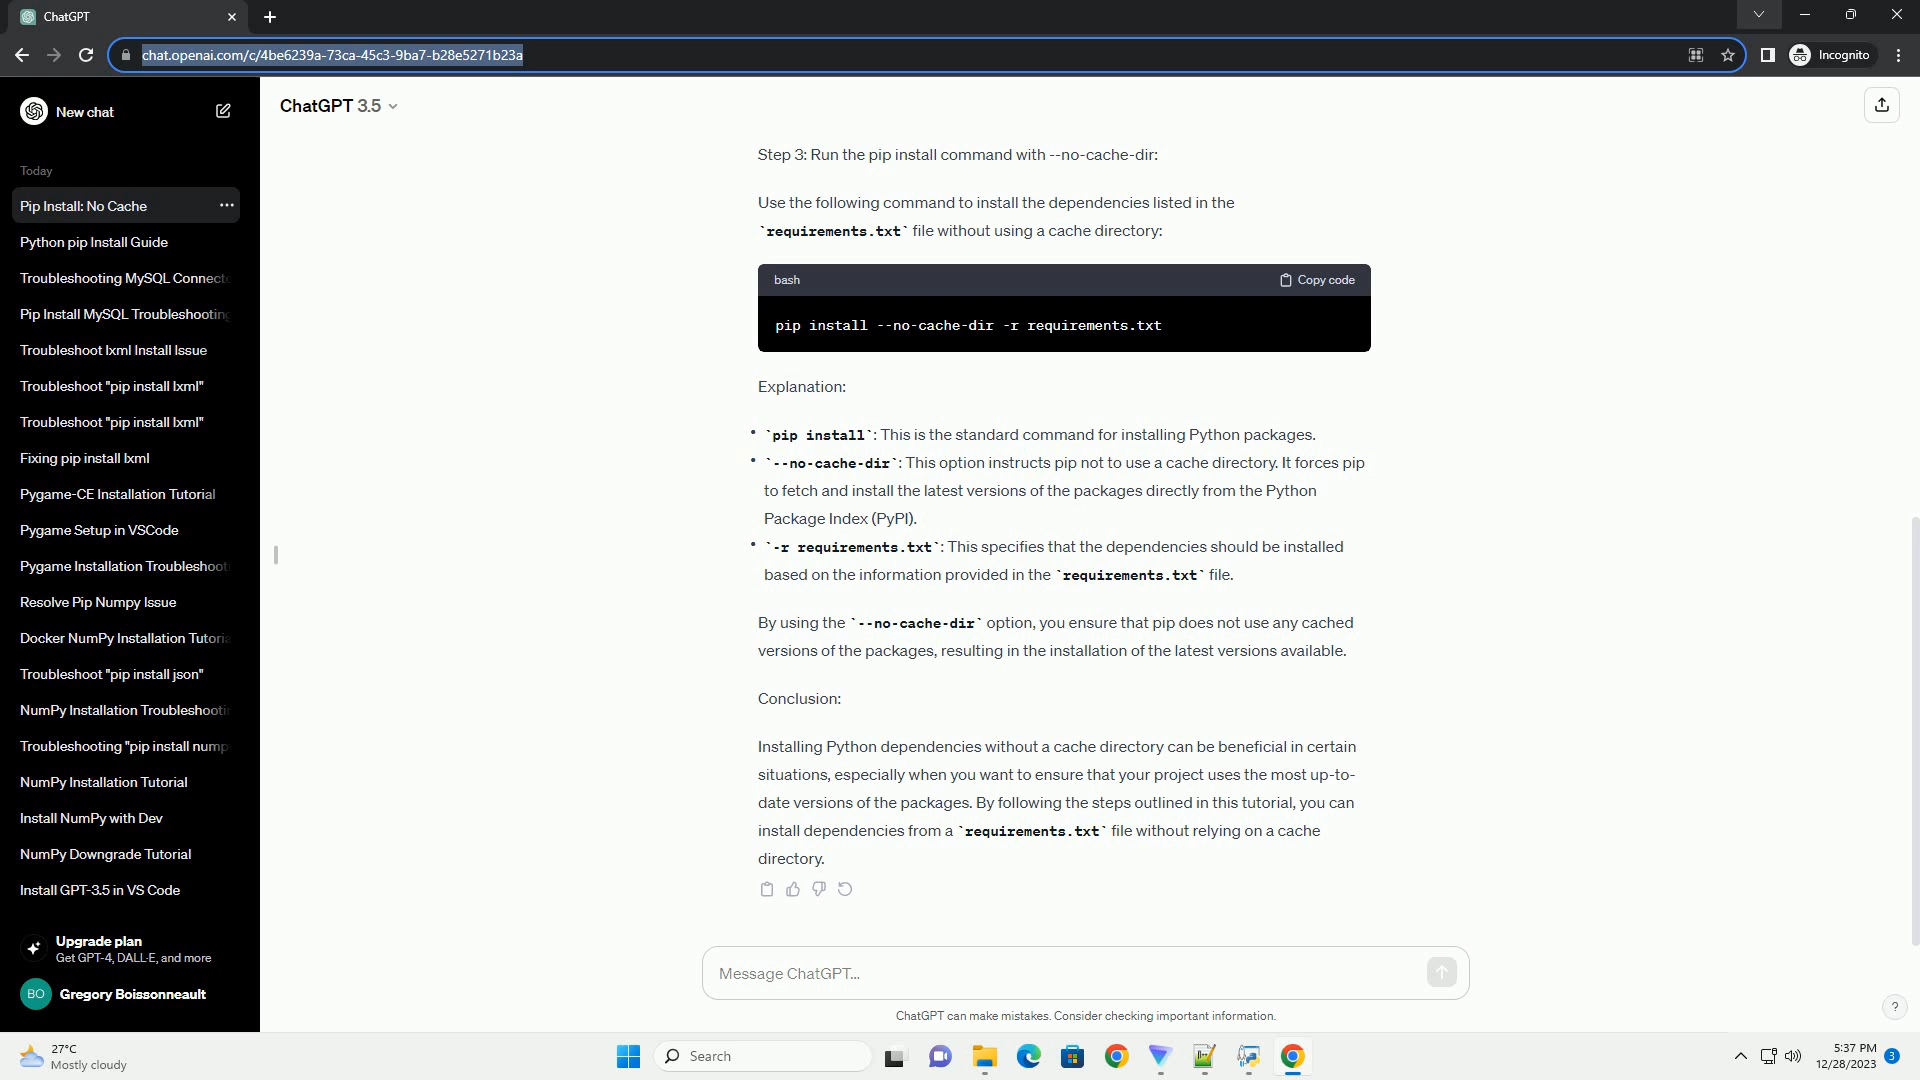 ChatGPT
chat.openai.com/c/4be6239a-73ca-45c3-9ba7-b28e5271b23a
Incognito
New chat
ChatGPT 3.5
Today
Pip Install: No Cache
Python pip Install Guide
Troubleshooting MySQL Connecto
Pip Install MySQL Troubleshooting
Troubleshoot lxml Install Issue
Troubleshoot "pip install lxml"
Troubleshoot "pip install lxml"
Fixing pip install lxml
Pygame-CE Installation Tutorial
Pygame Setup in VSCode
Pygame Installation Troubleshoot
Resolve Pip Numpy Issue
Docker NumPy Installation Tutoria
Troubleshoot "pip install json"
NumPy Installation Troubleshooti
Troubleshooting "pip install nump
NumPy Installation Tutorial
Install NumPy with Dev
NumPy Downgrade Tutorial
Install GPT-3.5 in VS Code
Upgrade plan
Get GPT-4, DALL·E, and more
BO
Gregory Boissonneault
Step 3: Run the pip install command with --no-cache-dir:
Use the following command to install the dependencies listed in the
`requirements.txt` file without using a cache directory:
bash
Copy code
pip install --no-cache-dir -r requirements.txt
Explanation:
• `pip install`: This is the standard command for installing Python packages.
• `--no-cache-dir`: This option instructs pip not to use a cache directory. It forces pip
to fetch and install the latest versions of the packages directly from the Python
Package Index (PyPI).
• `-r requirements.txt`: This specifies that the dependencies should be installed
based on the information provided in the `requirements.txt` file.
By using the `--no-cache-dir` option, you ensure that pip does not use any cached
versions of the packages, resulting in the installation of the latest versions available.
Conclusion:
Installing Python dependencies without a cache directory can be beneficial in certain
situations, especially when you want to ensure that your project uses the most up-to-
date versions of the packages. By following the steps outlined in this tutorial, you can
install dependencies from a `requirements.txt` file without relying on a cache
directory.
Message ChatGPT…
ChatGPT can make mistakes. Consider checking important information.
?
27°C
Mostly cloudy
Search
5:37 PM
12/28/2023
3